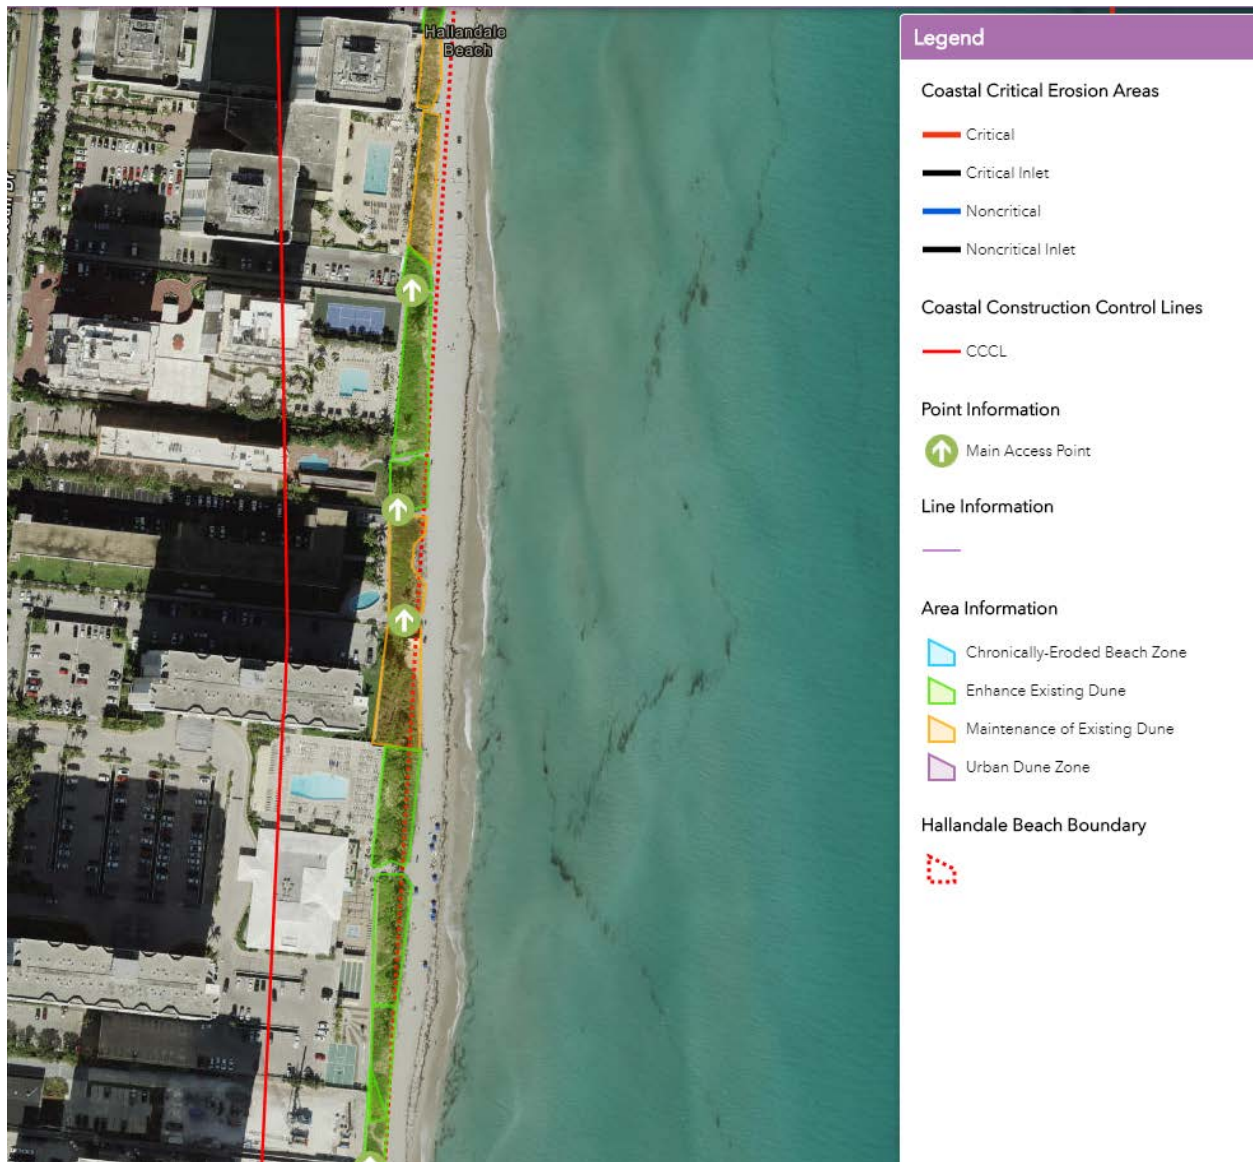 Hallandale
Beach
Legend
Coastal Critical Erosion Areas
Critical
Critical Inlet
Noncritical
Noncritical Inlet
Coastal Construction Control Lines
CCCL
Point Information
Main Access Point
Line Information
Area Information
Chronically-Eroded Beach Zone
Enhance Existing Dune
Maintenance of Existing Dune
Urban Dune Zone
Hallandale Beach Boundary